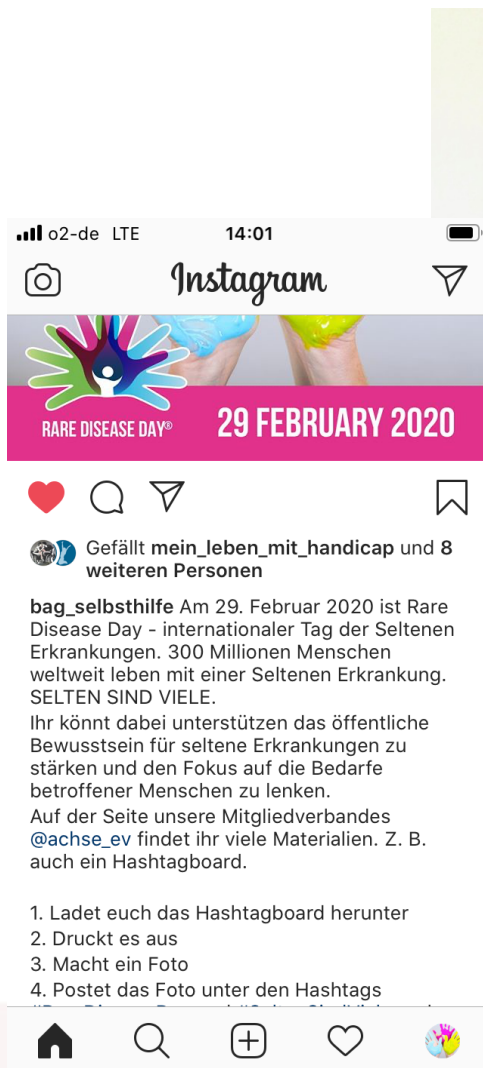 o2-de LTE 14:01
Instagram
RARE DISEASE DAY® 29 FEBRUARY 2020
Gefällt mein_leben_mit_handicap und 8
weiteren Personen
bag_selbsthilfe Am 29. Februar 2020 ist Rare
Disease Day - internationaler Tag der Seltenen
Erkrankungen. 300 Millionen Menschen
weltweit leben mit einer Seltenen Erkrankung.
SELTEN SIND VIELE.
Ihr könnt dabei unterstützen das öffentliche
Bewusstsein für seltene Erkrankungen zu
stärken und den Fokus auf die Bedarfe
betroffener Menschen zu lenken.
Auf der Seite unsere Mitgliedverbandes
@achse_ev findet ihr viele Materialien. Z. B.
auch ein Hashtagboard.
1. Ladet euch das Hashtagboard herunter
2. Druckt es aus
3. Macht ein Foto
4. Postet das Foto unter den Hashtags